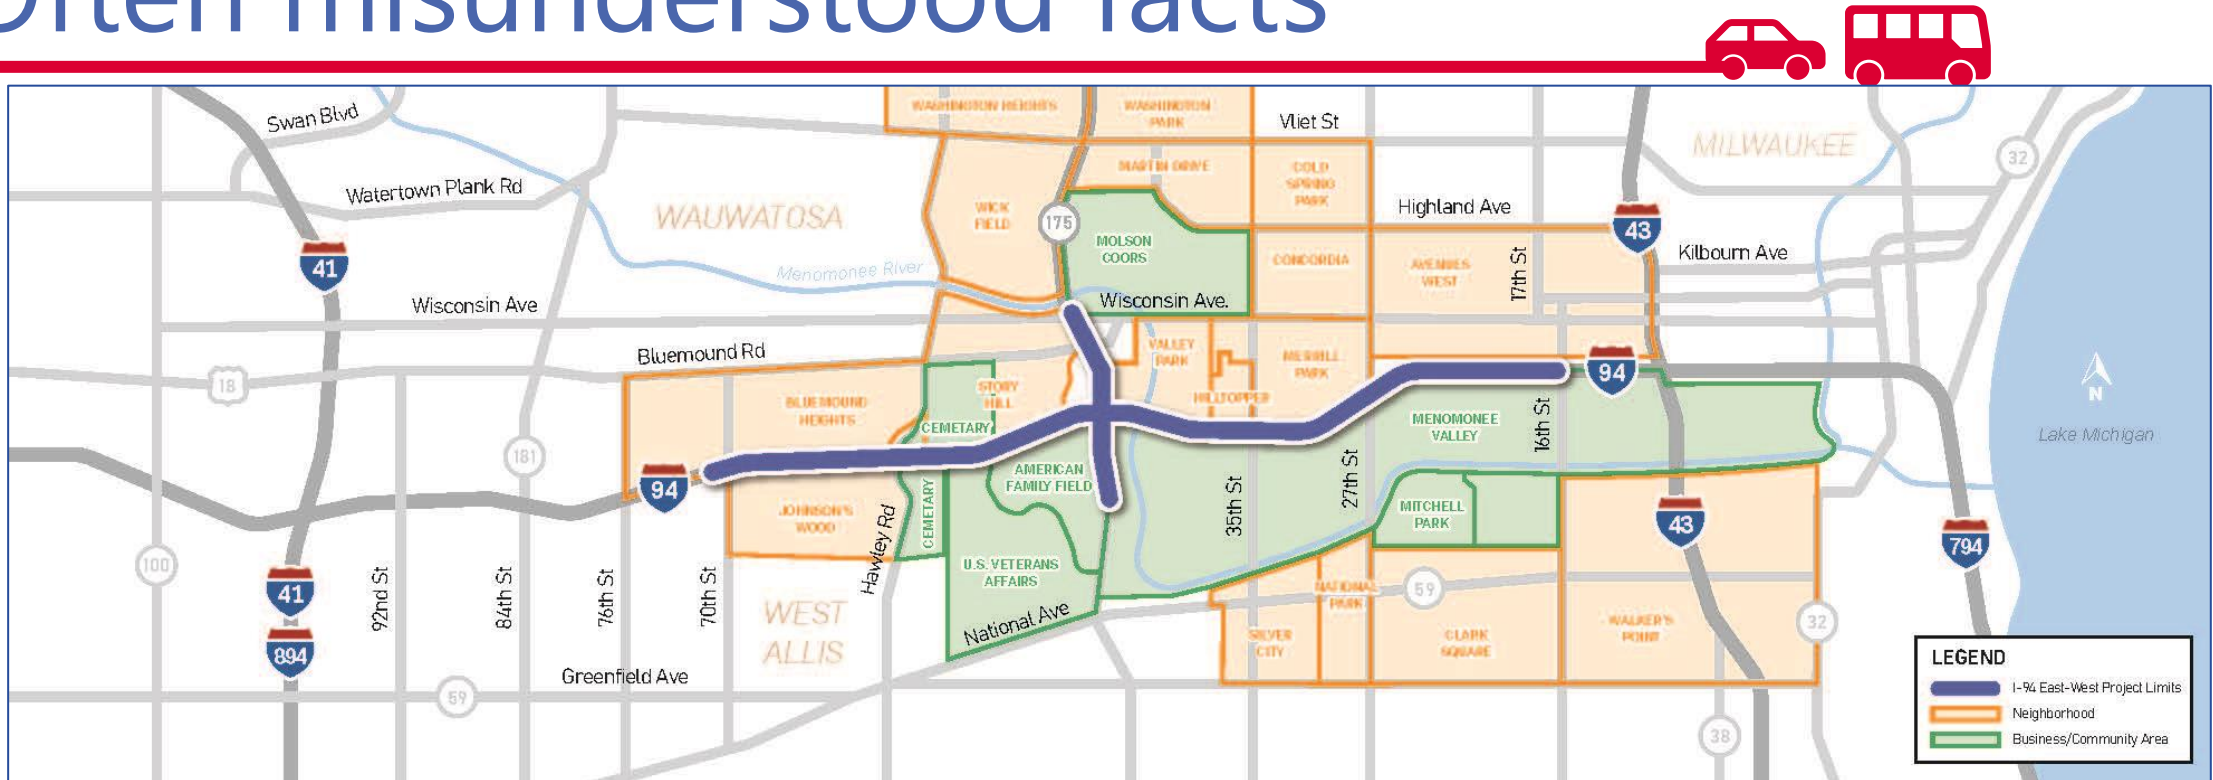 Often misunderstood facts
Swan Blvd
WASHINGTON HEIGHTS
WASHINGTON
PARK
Vliet St
MILWAUKEE
32
Watertown Plank Rd
WAUWATOSA
MARTIN DRIVE
COLD
SPRING
PARK
WICK
FIELD
175
Highland Ave
43
MOLSON
COORS
Kilbourn Ave
41
Menomonee River
CONCORDIA
AVENUES
WEST
17th St
Wisconsin Ave
Wisconsin Ave.
Bluemound Rd
VALLEY
PARK
MERRILL
PARK
94
18
STORY
HILL
HILLTOPPER
BLUEMOUND
HEIGHTS
CEMETARY
MENOMONEE
VALLEY
16th St
N
Lake Michigan
181
AMERICAN
FAMILY FIELD
94
CEMETARY
JOHNSON'S
WOOD
Hawley Rd
35th St
27th St
MITCHELL
PARK
43
794
100
U.S. VETERANS
AFFAIRS
41
894
92nd St
84th St
76th St
70th St
WEST
ALLIS
National Ave
NATIONAL
PARK
59
SILVER
CITY
CLARK
SQUARE
WALKER'S
POINT
32
Greenfield Ave
59
38
LEGEND
I-94 East-West Project Limits
Neighborhood
Business/Community Area